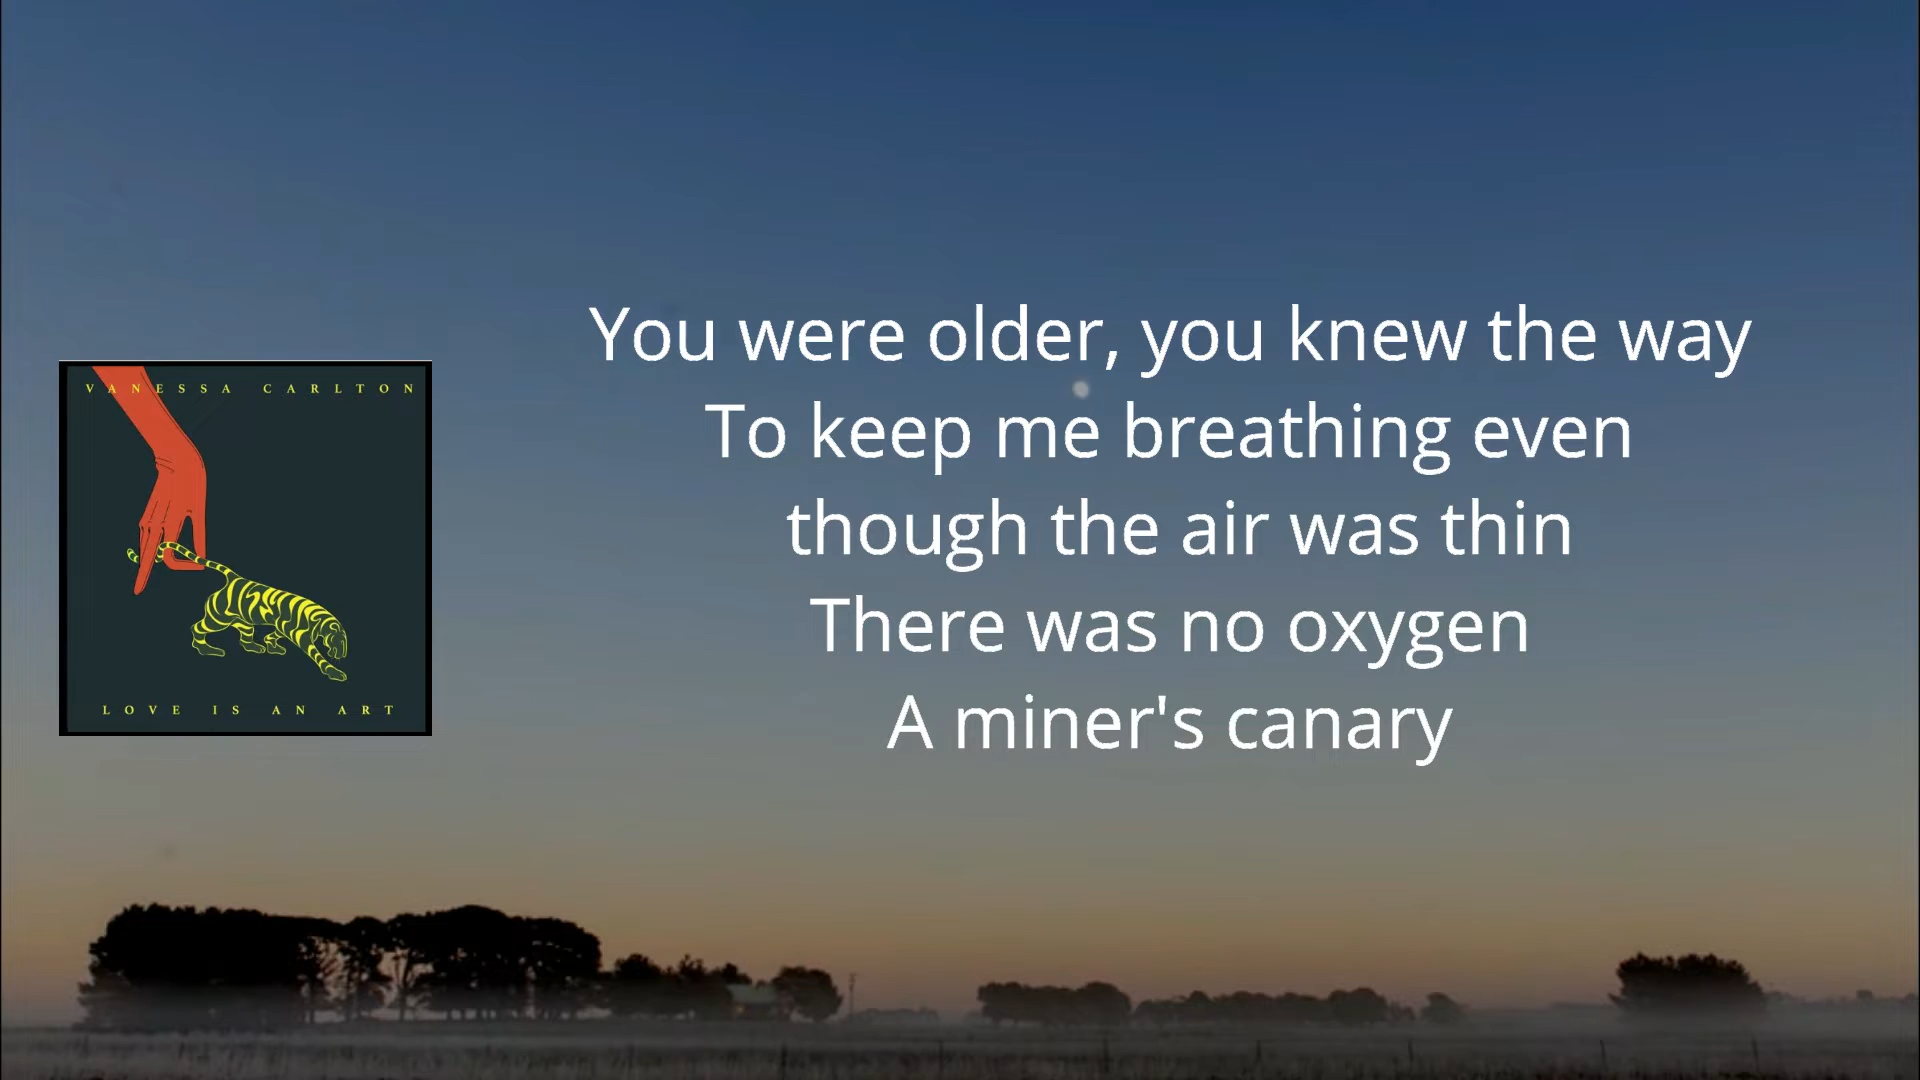 VANESSA CARLTON
LOVE IS AN ART
You were older, you knew the way
To keep me breathing even
though the air was thin
There was no oxygen
A miner's canary